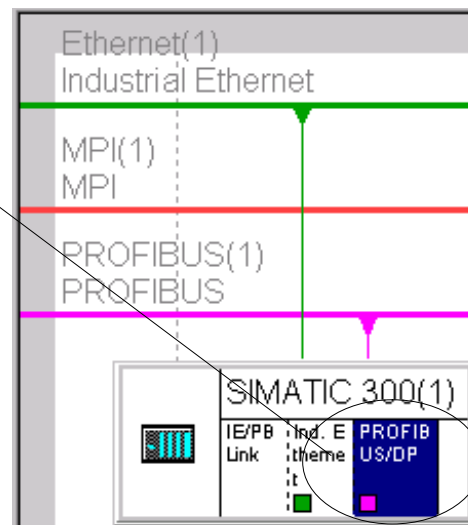 Ethernet(1)
Industrial Ethernet
MPI(1)
MPI
PROFIBUS(1)
PROFIBUS
SIMATIC 300(1)
IE/PB
Link
Ind. E
theme
t
PROFIB
US/DP